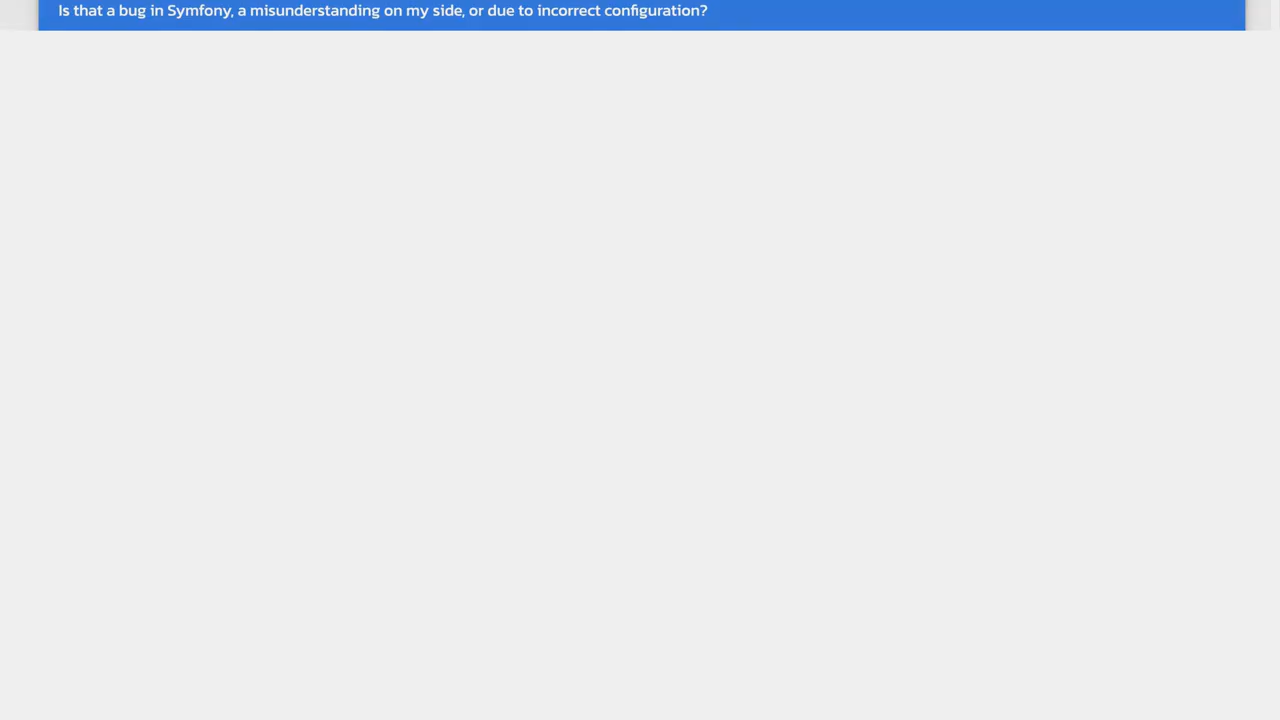 Is that a bug in Symfony, a misunderstanding on my side, or due to incorrect configuration?